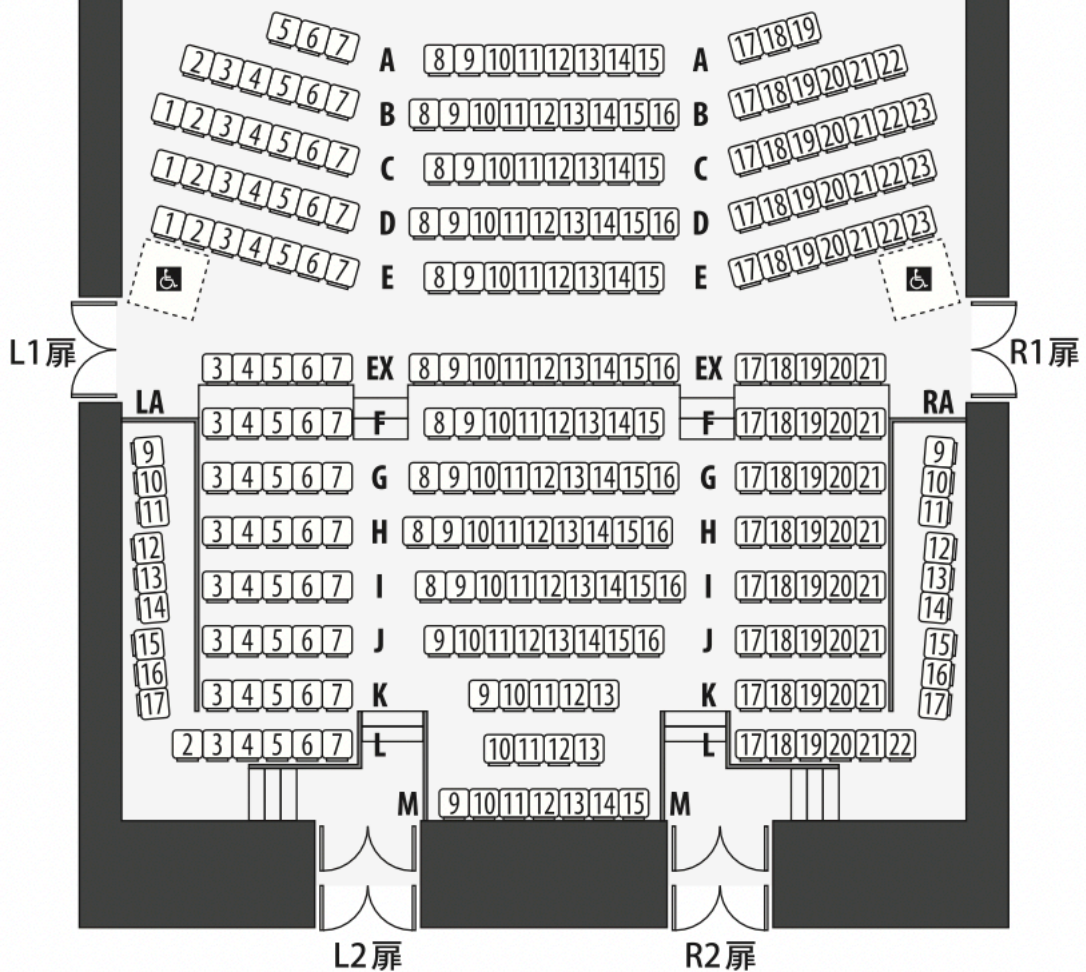 5 6 7 A 8 9 10 11 12 13 14 15 A 17 18 19
2 3 4 5 6 7 B 8 9 10 11 12 13 14 15 16 B 17 18 19 20 21 22
1 2 3 4 5 6 7 C 8 9 10 11 12 13 14 15 C 17 18 19 20 21 22 23
1 2 3 4 5 6 7 D 8 9 10 11 12 13 14 15 16 D 17 18 19 20 21 22 23
1 2 3 4 5 6 7 E 8 9 10 11 12 13 14 15 E 17 18 19 20 21 22 23
L1扉
R1扉
3 4 5 6 7 EX 8 9 10 11 12 13 14 15 16 EX 17 18 19 20 21
LA
RA
3 4 5 6 7 F 8 9 10 11 12 13 14 15 F 17 18 19 20 21
3 4 5 6 7 G 8 9 10 11 12 13 14 15 16 G 17 18 19 20 21
3 4 5 6 7 H 8 9 10 11 12 13 14 15 16 H 17 18 19 20 21
3 4 5 6 7 I 8 9 10 11 12 13 14 15 16 I 17 18 19 20 21
3 4 5 6 7 J 9 10 11 12 13 14 15 16 J 17 18 19 20 21
3 4 5 6 7 K 9 10 11 12 13 K 17 18 19 20 21
2 3 4 5 6 7 L 10 11 12 13 L 17 18 19 20 21 22
M 9 10 11 12 13 14 15 M
9
10
11
12
13
14
15
16
17
9
10
11
12
13
14
15
16
17
L2扉
R2扉